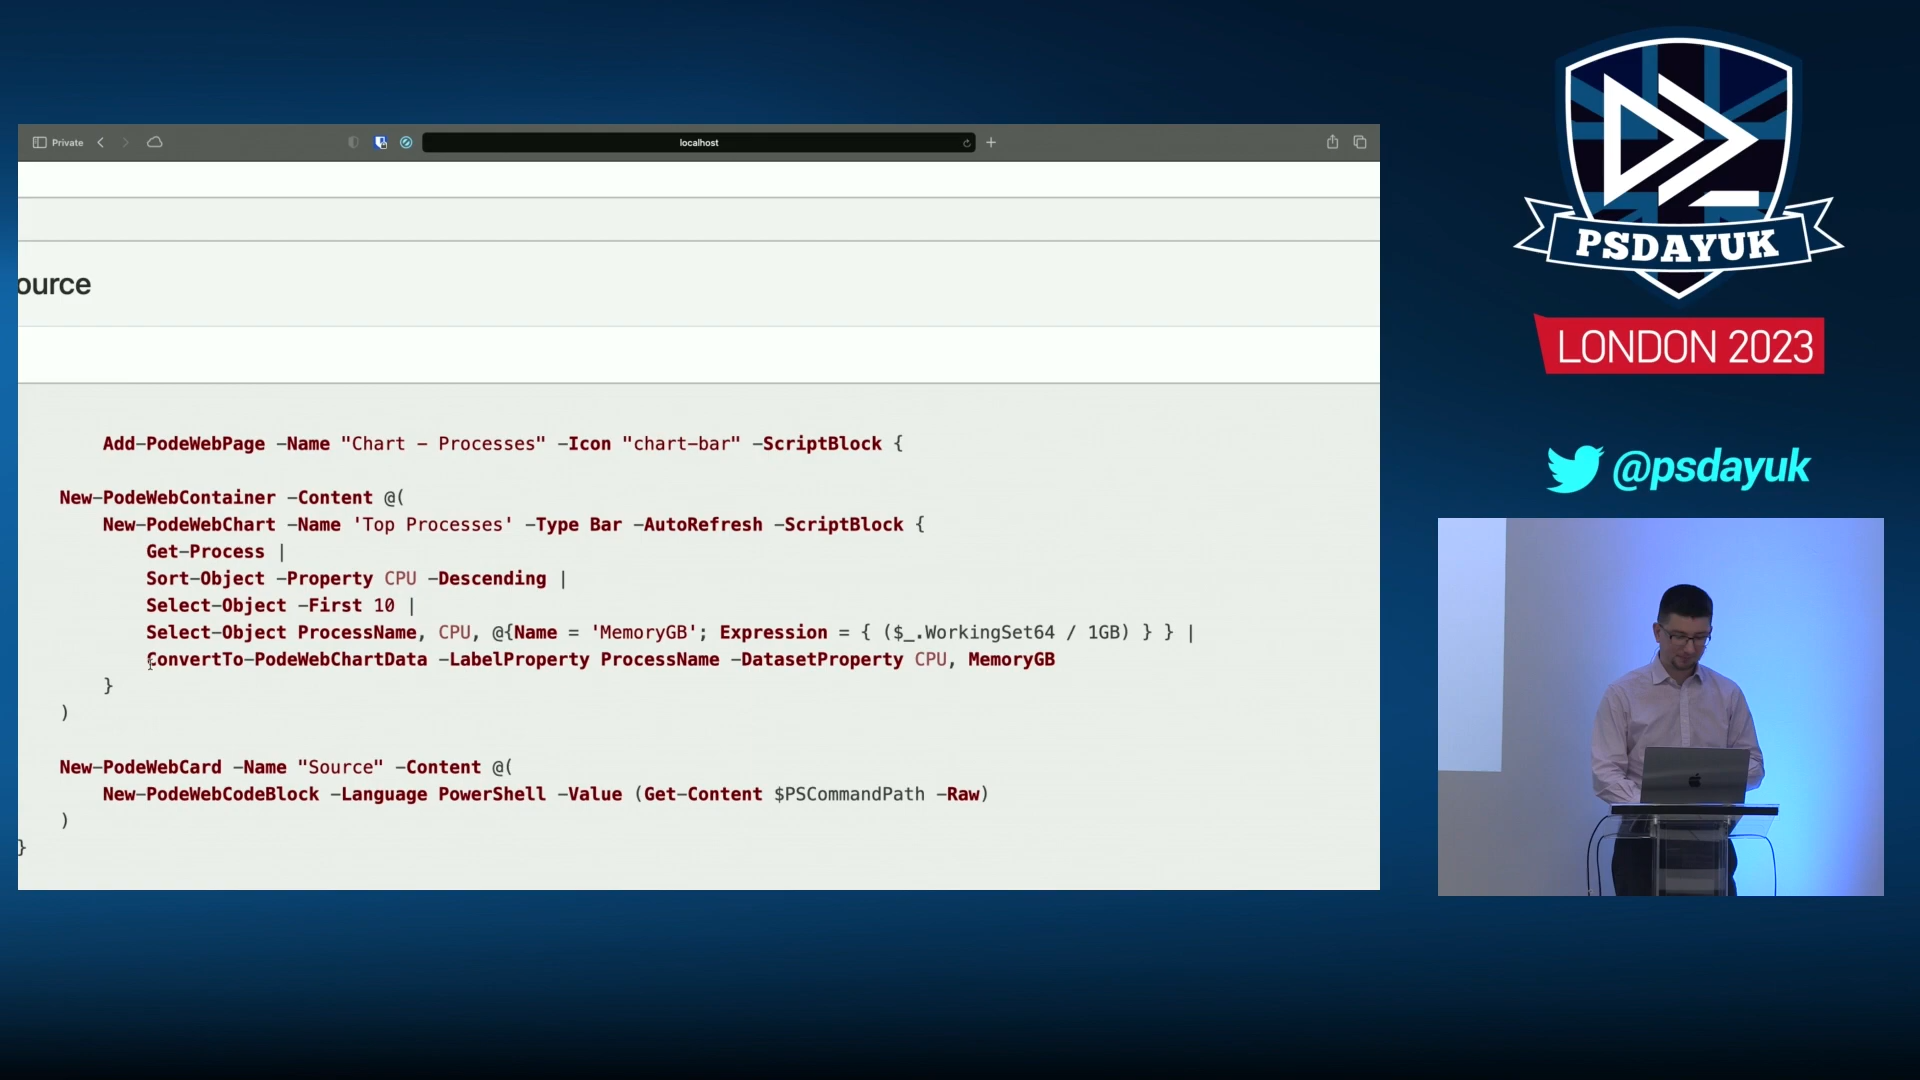 Private
localhost
ource
Add-PodeWebPage -Name "Chart - Processes" -Icon "chart-bar" -ScriptBlock {
New-PodeWebContainer -Content @(
New-PodeWebChart -Name 'Top Processes' -Type Bar -AutoRefresh -ScriptBlock {
Get-Process |
Sort-Object -Property CPU -Descending |
Select-Object -First 10 |
Select-Object ProcessName, CPU, @{Name = 'MemoryGB'; Expression = { ($_.WorkingSet64 / 1GB) } } |
ConvertTo-PodeWebChartData -LabelProperty ProcessName -DatasetProperty CPU, MemoryGB
}
)
New-PodeWebCard -Name "Source" -Content @(
New-PodeWebCodeBlock -Language PowerShell -Value (Get-Content $PSCommandPath -Raw)
)
}
PSDAYUK
LONDON 2023
@psdayuk